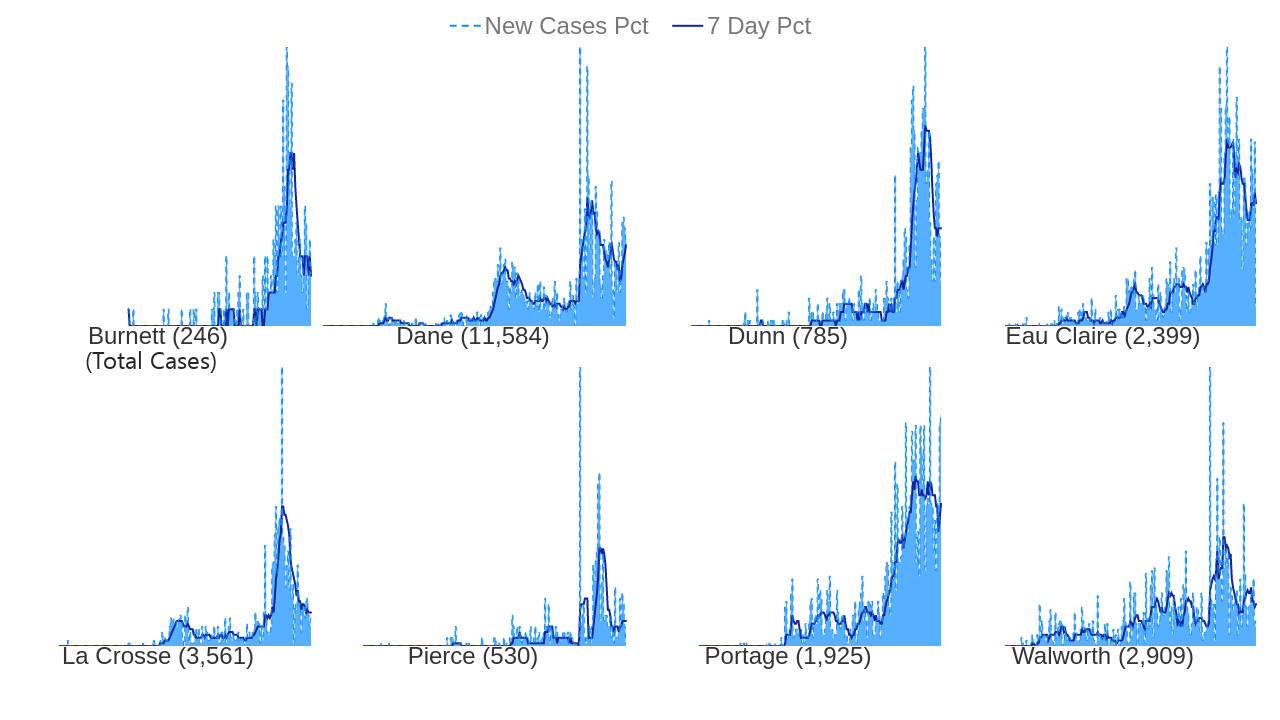 New Cases Pct 7 Day Pct
Burnett (246) Dane (11,584) Dunn (785) Eau Claire (2,399)
(Total Cases)
La Crosse (3,561) Pierce (530) Portage (1,925) Walworth (2,909)